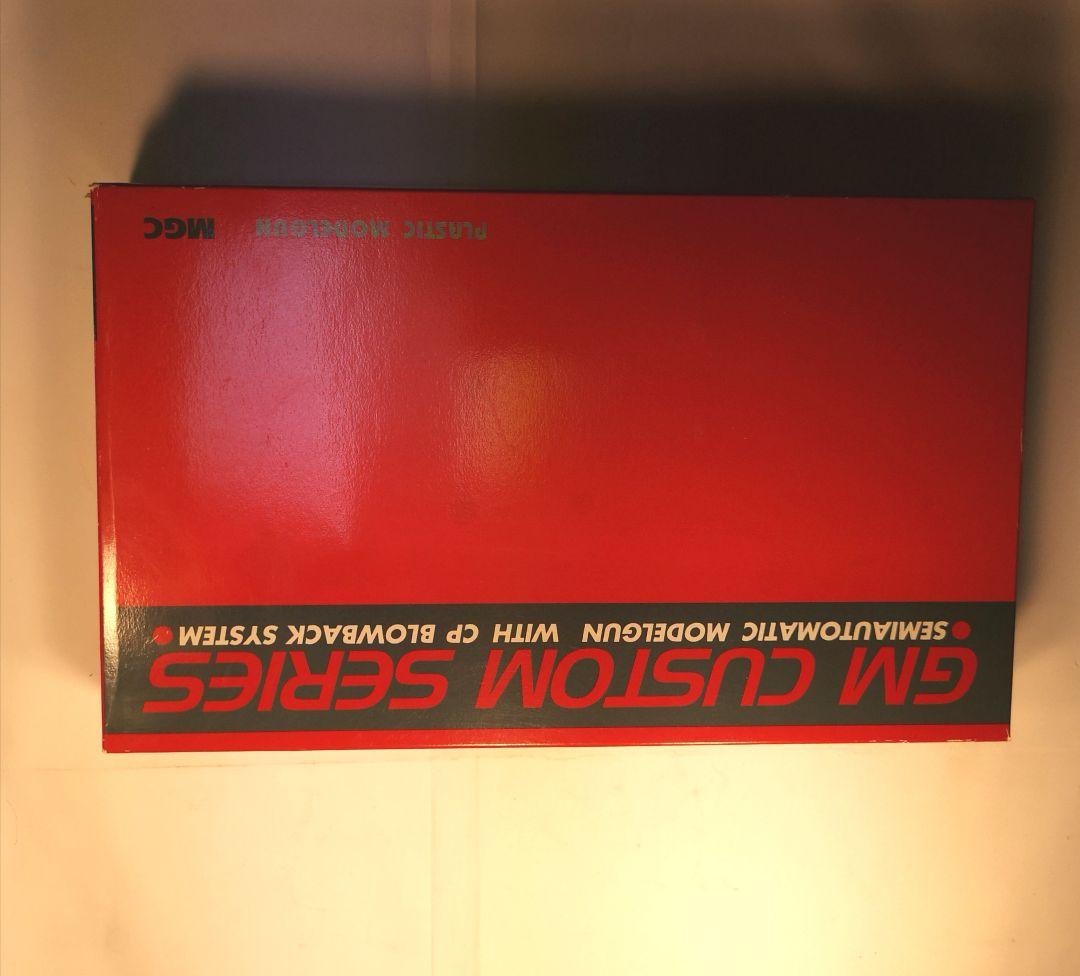 GM CUSTOM SERIES
● SEMIAUTOMATIC MODELGUN WITH CP BLOWBACK SYSTEM ●
PLASTIC MODELGUN MGC